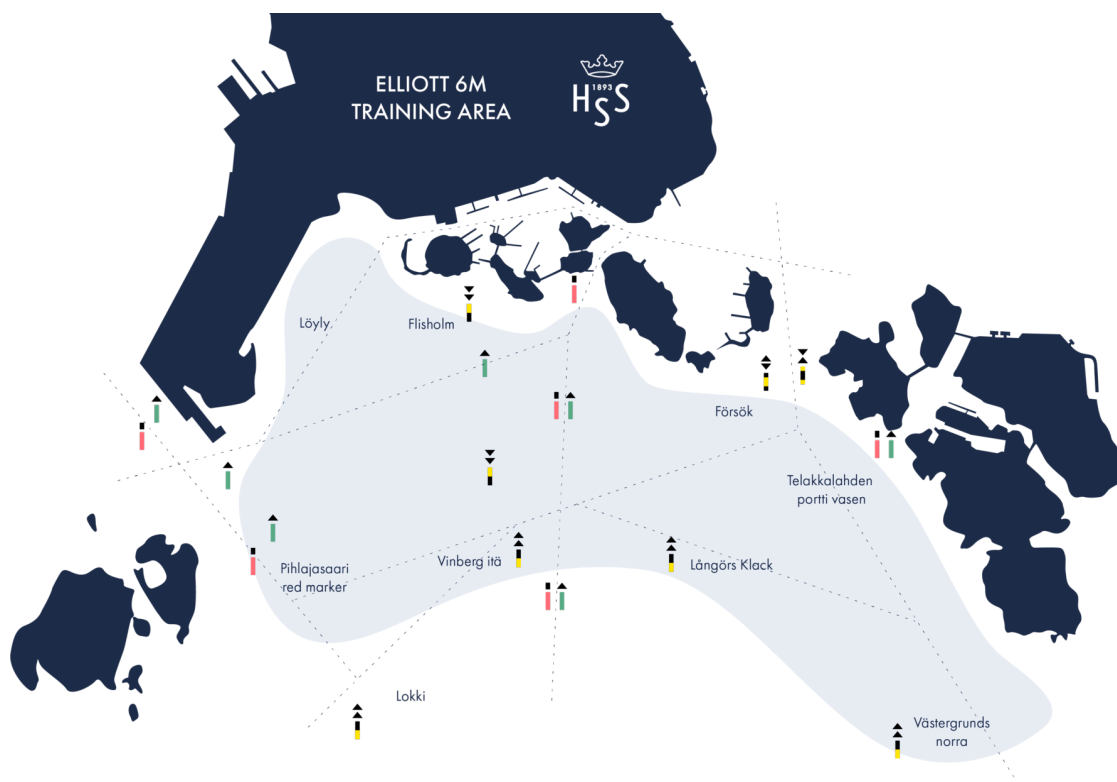 ELLIOTT 6M
TRAINING AREA
1893
HSS
Löyly
Flisholm
Försök
Telakkalahden
portti vasen
Vinberg itä
Långörs Klack
Pihlajasaari
red marker
Lokki
Västergrunds
norra